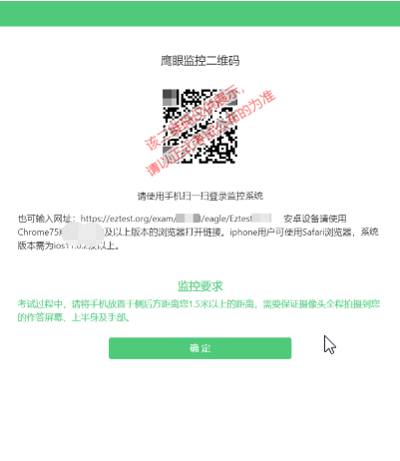 鹰眼监控二维码
该二维码仅供展示，
请以正式考试公布的为准
请使用手机扫一扫登录监控系统
也可输入网址：https://eztest.org/exam/ /eagle/Eztest 安卓设备请使用
Chrome75 及以上版本的浏览器打开链接。iphone用户可使用Safari浏览器，系统
版本需为ios11.0.2及以上。
监控要求
考试过程中，请将手机放置于侧后方距离您1.5米以上的距离，需要保证摄像头全程拍摄到您
的作答屏幕、上半身及手部。
确 定